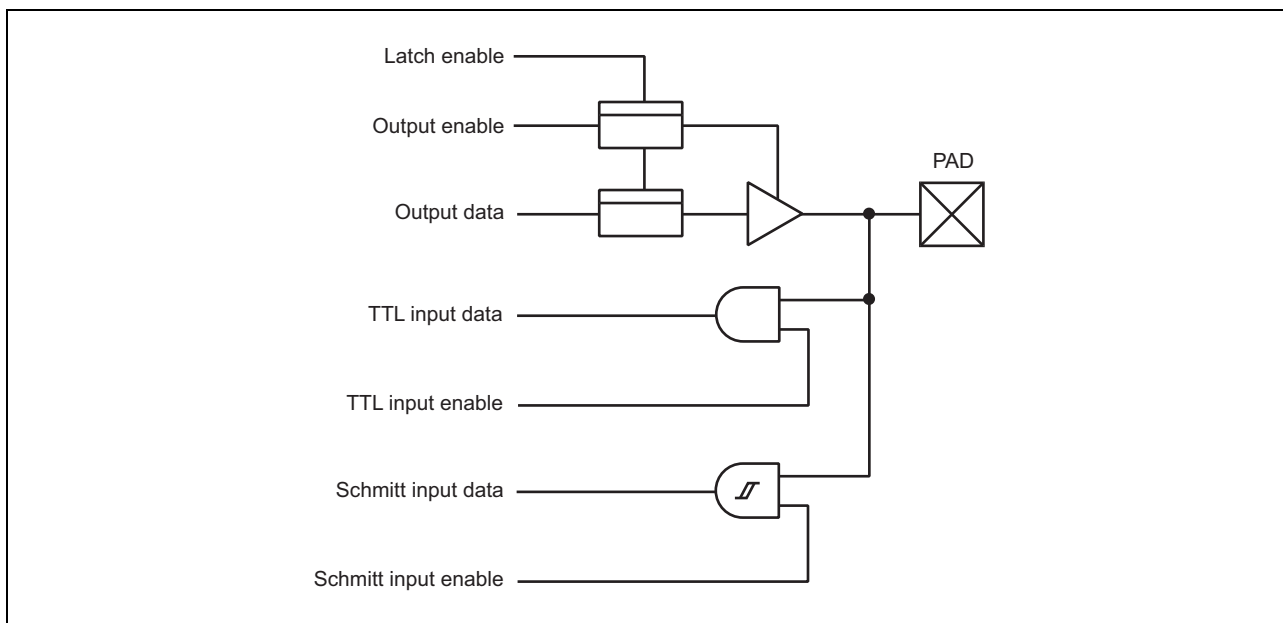 Latch enable
Output enable
PAD
Output data
TTL input data
TTL input enable
Schmitt input data
Schmitt input enable